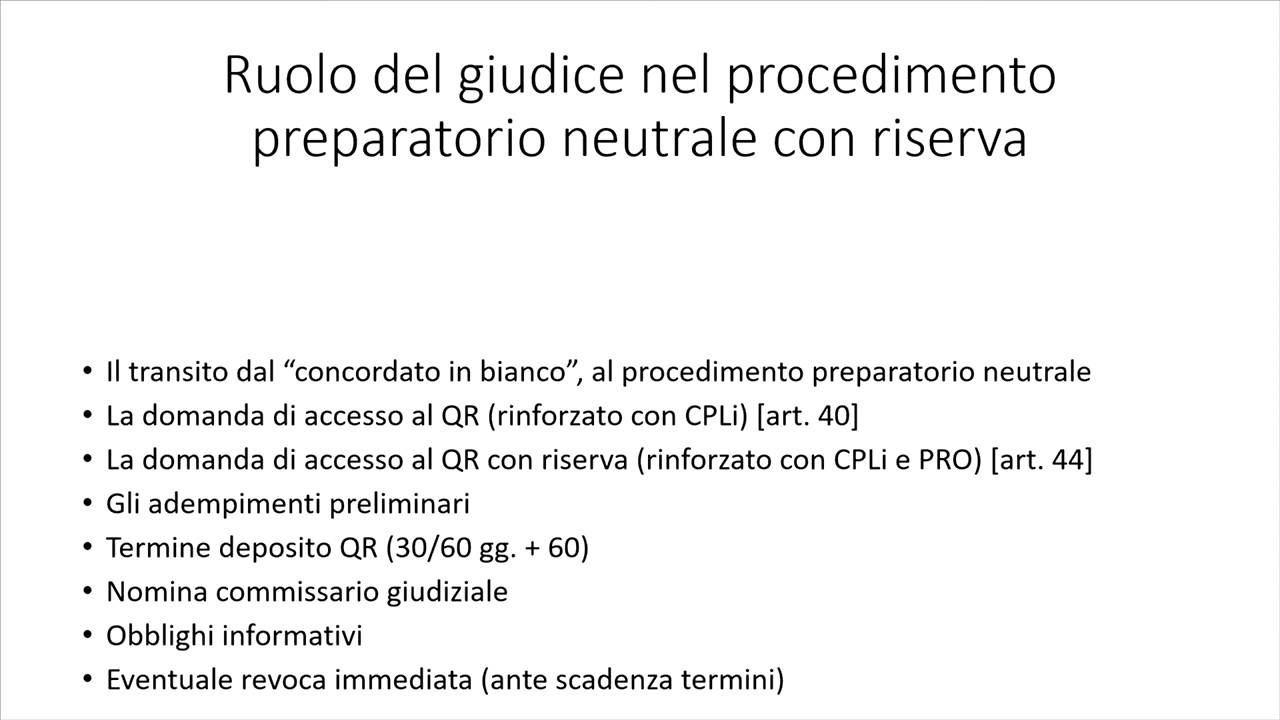 Ruolo del giudice nel procedimento
preparatorio neutrale con riserva
• Il transito dal “concordato in bianco”, al procedimento preparatorio neutrale
• La domanda di accesso al QR (rinforzato con CPLi) [art. 40]
• La domanda di accesso al QR con riserva (rinforzato con CPLi e PRO) [art. 44]
• Gli adempimenti preliminari
• Termine deposito QR (30/60 gg. + 60)
• Nomina commissario giudiziale
• Obblighi informativi
• Eventuale revoca immediata (ante scadenza termini)